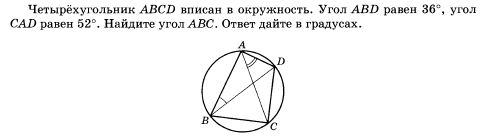 Четырёхугольник ABCD вписан в окружность. Угол ABD равен 36°, угол
CAD равен 52°. Найдите угол ABC. Ответ дайте в градусах.
A
D
B
C